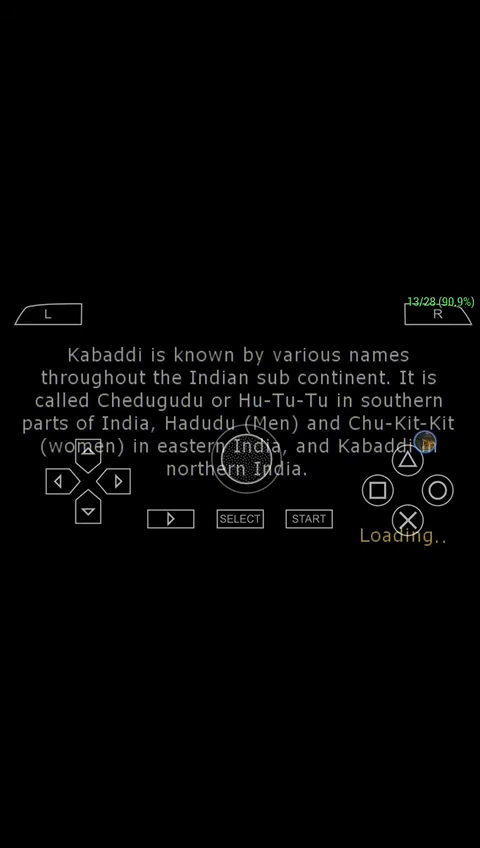 13/28 (90.9%)
L
R
Kabaddi is known by various names
throughout the Indian sub continent. It is
called Chedugudu or Hu-Tu-Tu in southern
parts of India, Hadudu (Men) and Chu-Kit-Kit
(women) in eastern India, and Kabaddi in
northern India.
SELECT
START
Loading..